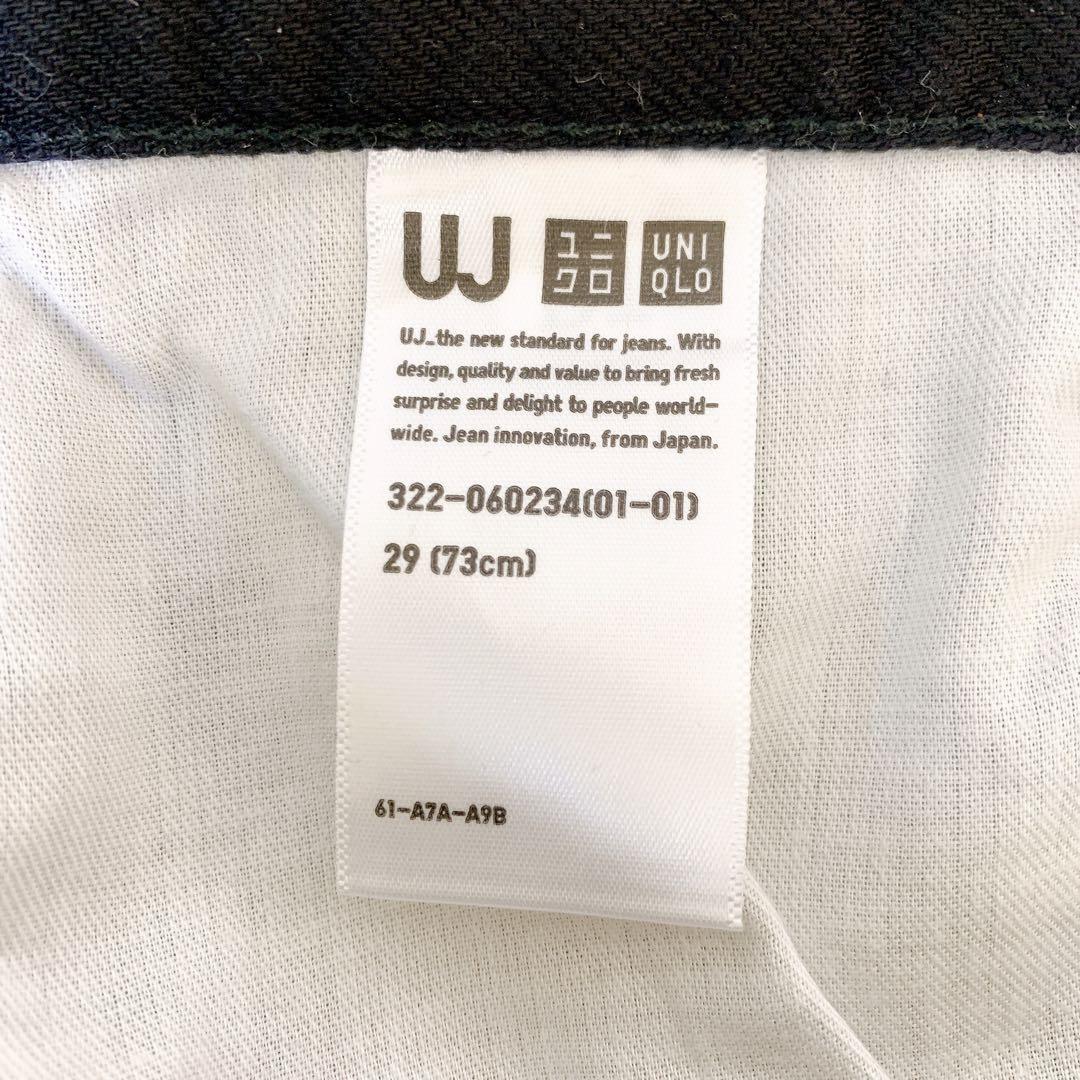 UJ
ユニ
クロ
UNI
QLO
UJ_the new standard for jeans. With
design, quality and value to bring fresh
surprise and delight to people world-
wide. Jean innovation, from Japan.
322-060234(01-01)
29 (73cm)
61-A7A-A9B